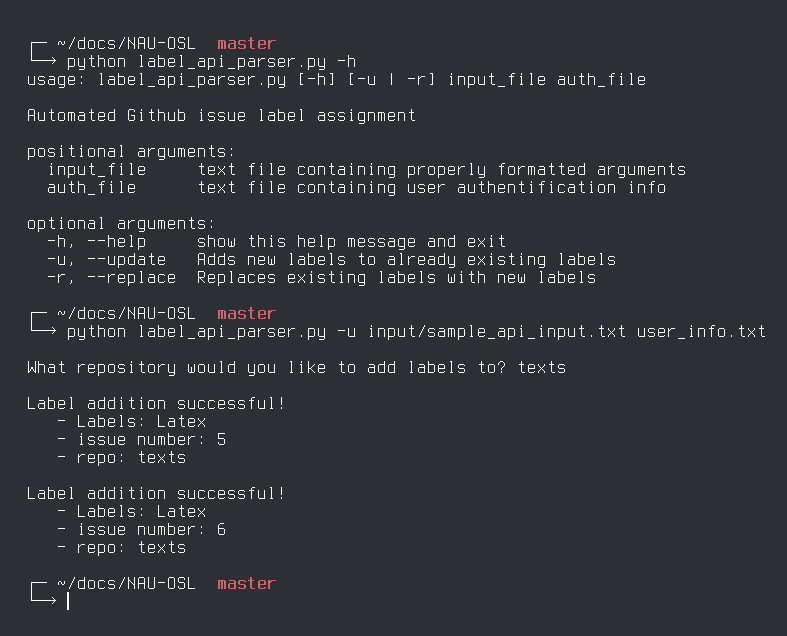 ~/docs/NAU-OSL master
python label_api_parser.py -h
usage: label_api_parser.py [-h] [-u | -r] input_file auth_file
Automated Github issue label assignment
positional arguments:
input_file text file containing properly formatted arguments
auth_file text file containing user authentification info
optional arguments:
-h, --help show this help message and exit
-u, --update Adds new labels to already existing labels
-r, --replace Replaces existing labels with new labels
~/docs/NAU-OSL master
python label_api_parser.py -u input/sample_api_input.txt user_info.txt
What repository would you like to add labels to? texts
Label addition successful!
- Labels: Latex
- issue number: 5
- repo: texts
Label addition successful!
- Labels: Latex
- issue number: 6
- repo: texts
~/docs/NAU-OSL master